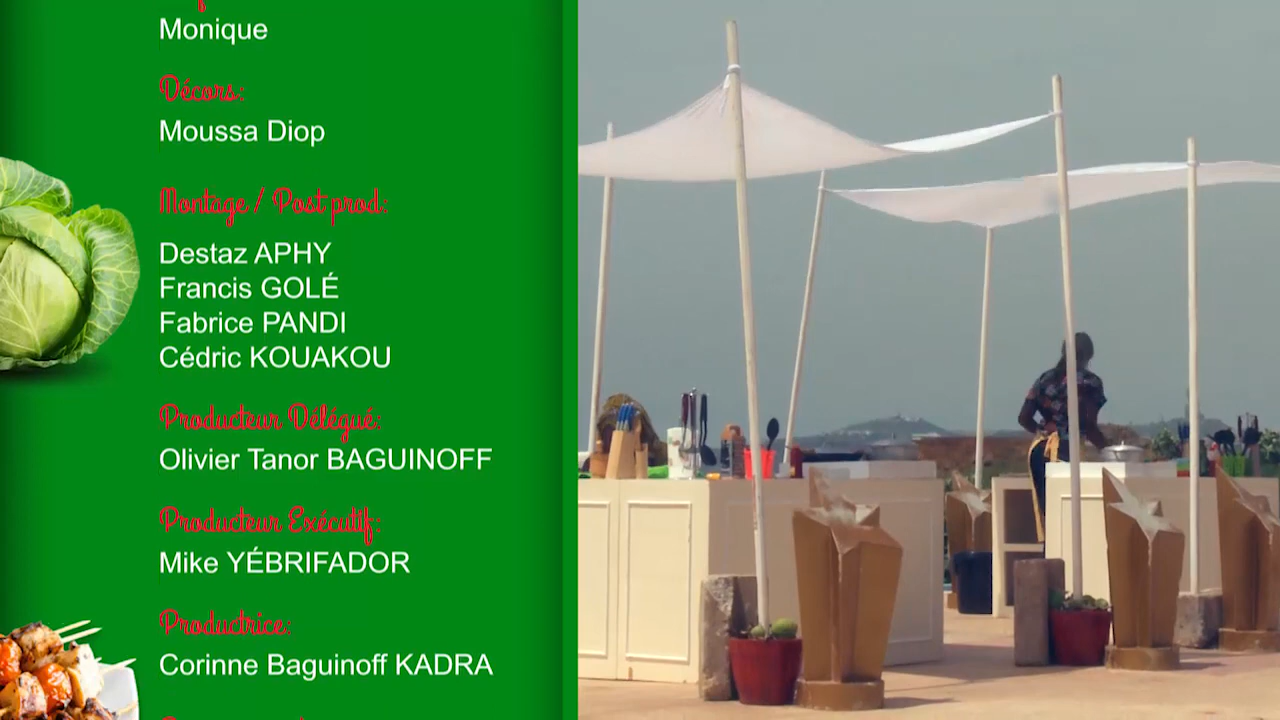 Monique
Décors:
Moussa Diop
Montage / Post prod:
Destaz APHY
Francis GOLÉ
Fabrice PANDI
Cédric KOUAKOU
Producteur Délégué:
Olivier Tanor BAGUINOFF
Producteur Exécutif:
Mike YÉBRIFADOR
Productrice:
Corinne Baguinoff KADRA